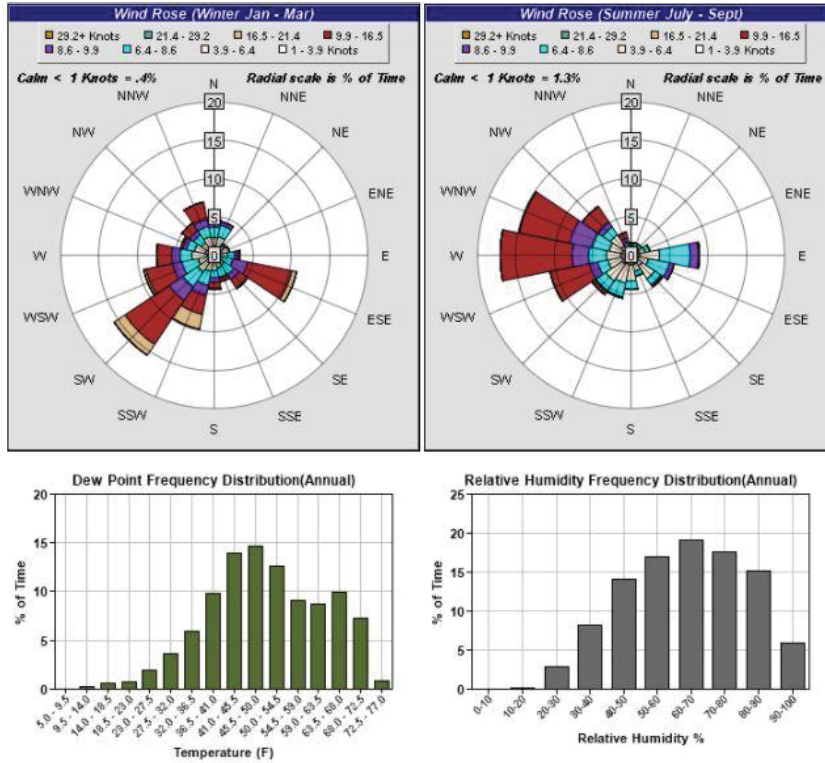 Wind Rose (Winter Jan - Mar)
29.2+ Knots 21.4 - 29.2 16.5 - 21.4 9.9 - 16.5
8.6 - 9.9 6.4 - 8.6 3.9 - 6.4 1 - 3.9 Knots
Calm < 1 Knots = .4% Radial scale is % of Time
N
NNW NNE
20
NW NE
15
WNW ENE
10
5
W 0 E
WSW ESE
SW SE
SSW SSE
S
Wind Rose (Summer July - Sept)
29.2+ Knots 21.4 - 29.2 16.5 - 21.4 9.9 - 16.5
8.6 - 9.9 6.4 - 8.6 3.9 - 6.4 1 - 3.9 Knots
Calm < 1 Knots = 1.3% Radial scale is % of Time
N
NNW NNE
20
NW NE
15
WNW ENE
10
5
W 0 E
WSW ESE
SW SE
SSW SSE
S
Dew Point Frequency Distribution(Annual)
% of Time
20
15
10
5
0
5.0 - 9.5
9.5 - 14.0
14.0 - 18.5
18.5 - 23.0
23.0 - 27.5
27.5 - 32.0
32.0 - 36.5
36.5 - 41.0
41.0 - 45.5
45.5 - 50.0
50.0 - 54.5
54.5 - 59.0
59.0 - 63.5
63.5 - 68.0
68.0 - 72.5
72.5 - 77.0
Temperature (F)
Relative Humidity Frequency Distribution(Annual)
% of Time
25
20
15
10
5
0
0-10
10-20
20-30
30-40
40-50
50-60
60-70
70-80
80-90
90-100
Relative Humidity %